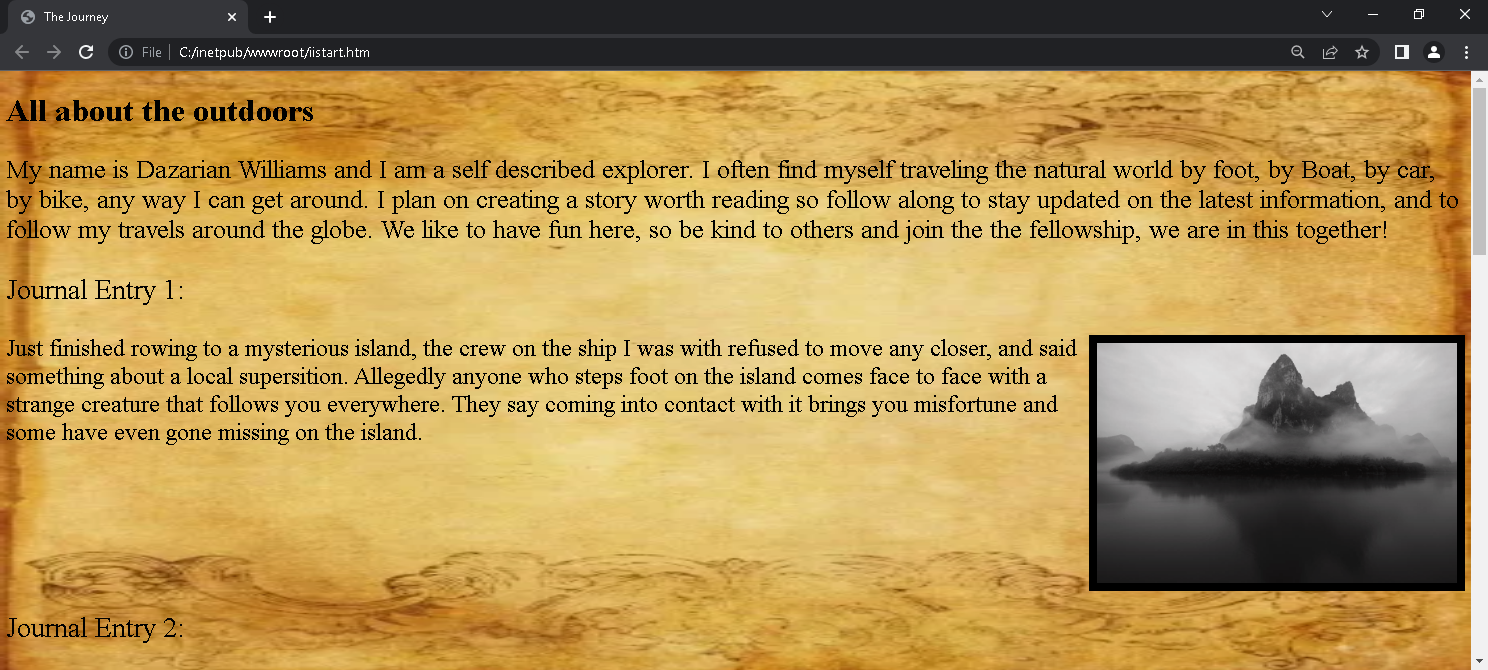 The Journey
File
C:/inetpub/wwwroot/iistart.htm
All about the outdoors
My name is Dazarian Williams and I am a self described explorer. I often find myself traveling the natural world by foot, by Boat, by car,
by bike, any way I can get around. I plan on creating a story worth reading so follow along to stay updated on the latest information, and to
follow my travels around the globe. We like to have fun here, so be kind to others and join the the fellowship, we are in this together!
Journal Entry 1:
Just finished rowing to a mysterious island, the crew on the ship I was with refused to move any closer, and said
something about a local supersition. Allegedly anyone who steps foot on the island comes face to face with a
strange creature that follows you everywhere. They say coming into contact with it brings you misfortune and
some have even gone missing on the island.
Journal Entry 2: